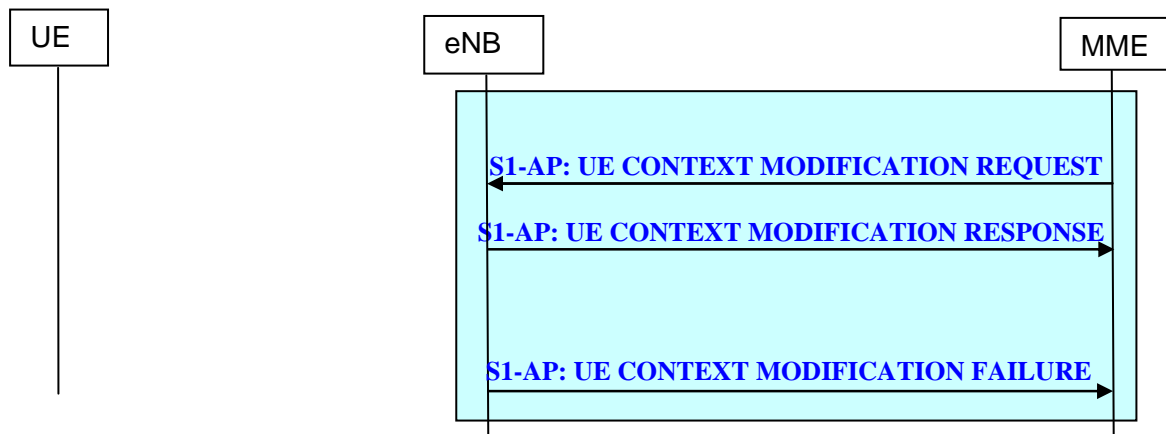 UE
eNB
MME
S1-AP: UE CONTEXT MODIFICATION REQUEST
S1-AP: UE CONTEXT MODIFICATION RESPONSE
S1-AP: UE CONTEXT MODIFICATION FAILURE